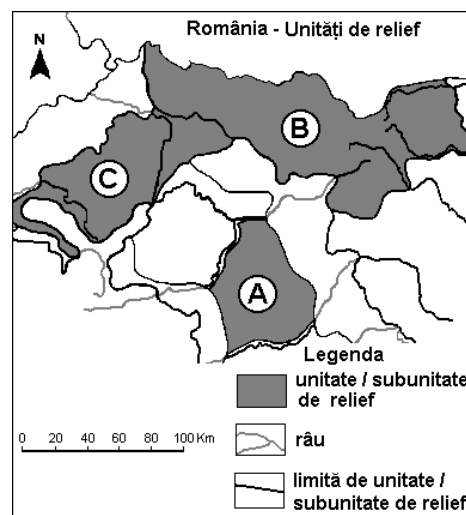 România - Unităţi de relief
N
B
C
A
Legenda
unitate / subunitate
de relief
râu
limită de unitate /
subunitate de relief
0 20 40 60 80 100 Km